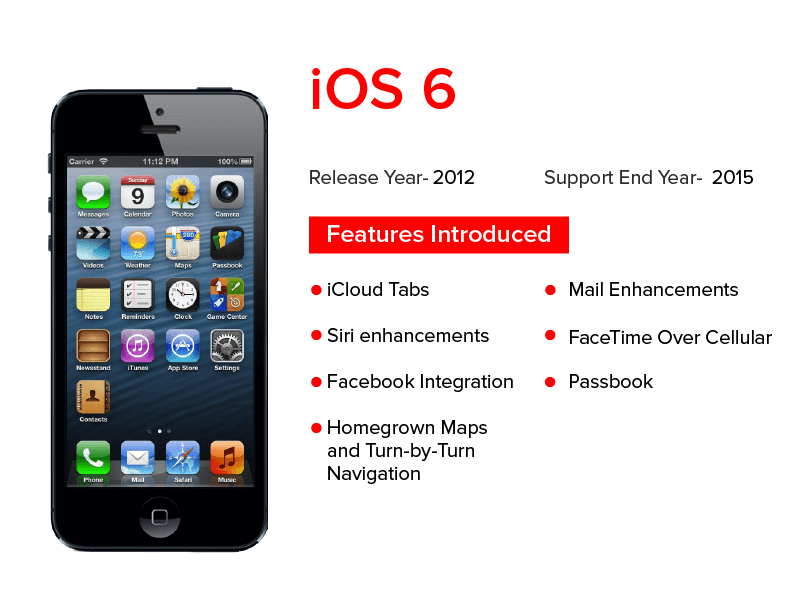 iOS 6
Release Year- 2012
Support End Year- 2015
Features Introduced
iCloud Tabs
Siri enhancements
Facebook Integration
Homegrown Maps
and Turn-by-Turn
Navigation
Mail Enhancements
FaceTime Over Cellular
Passbook
Carrier 11:12 PM 100%
Sunday
9
280
Messages Calendar Photos Camera
73°
Videos Weather Maps Passbook
Notes Reminders Clock Game Center
Newsstand iTunes App Store Settings
Contacts
Phone Mail Safari Music